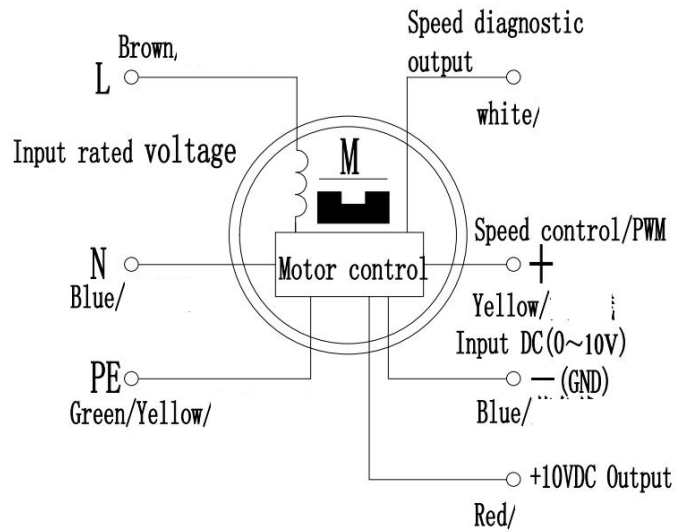 Brown,
L
Input rated voltage
N
Blue/
PE
Green/Yellow/
M
Motor control
Speed diagnostic
output
white/
Speed control/PWM
+
Yellow/
Input DC(0～10V)
—(GND)
Blue/
+10VDC Output
Red/